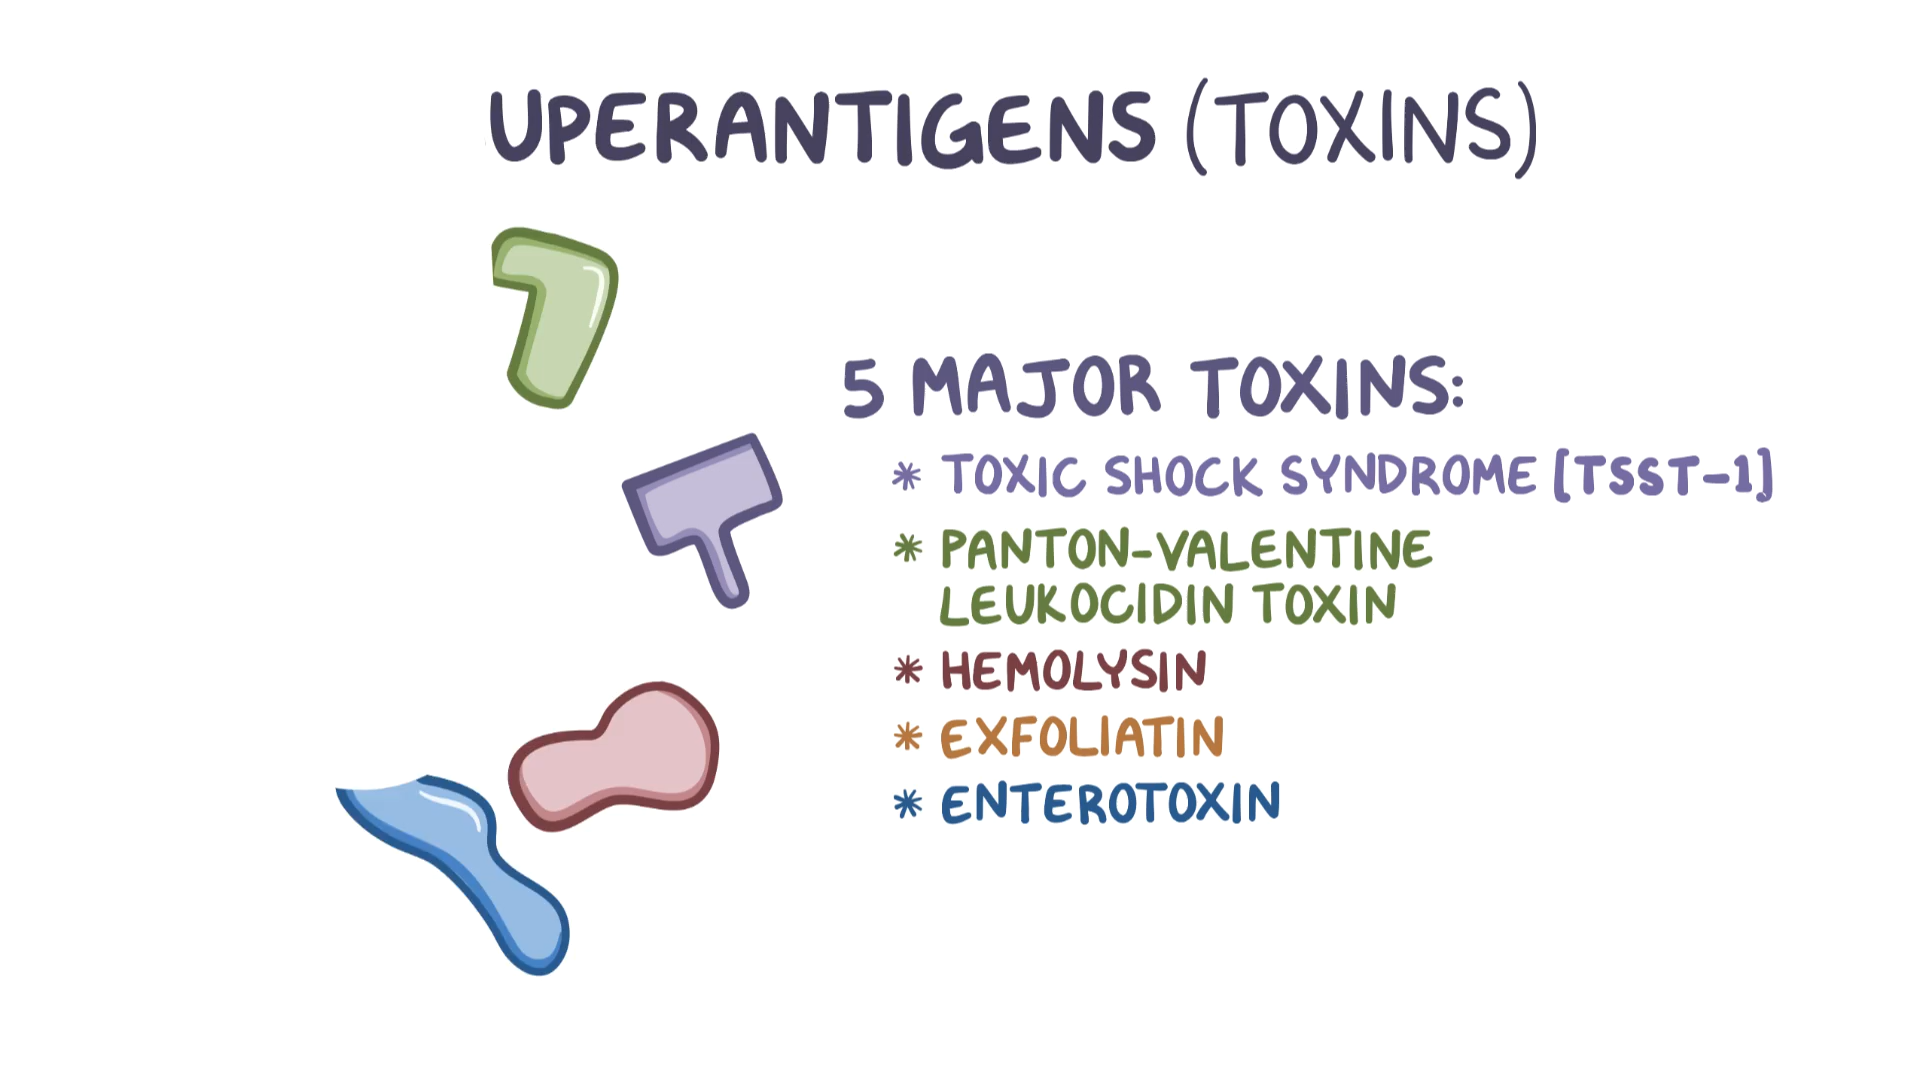 UPERANTIGENS (TOXINS)
5 MAJOR TOXINS:
* TOXIC SHOCK SYNDROME [TSST-1]
* PANTON-VALENTINE
LEUKOCIDIN TOXIN
* HEMOLYSIN
* EXFOLIATIN
* ENTEROTOXIN